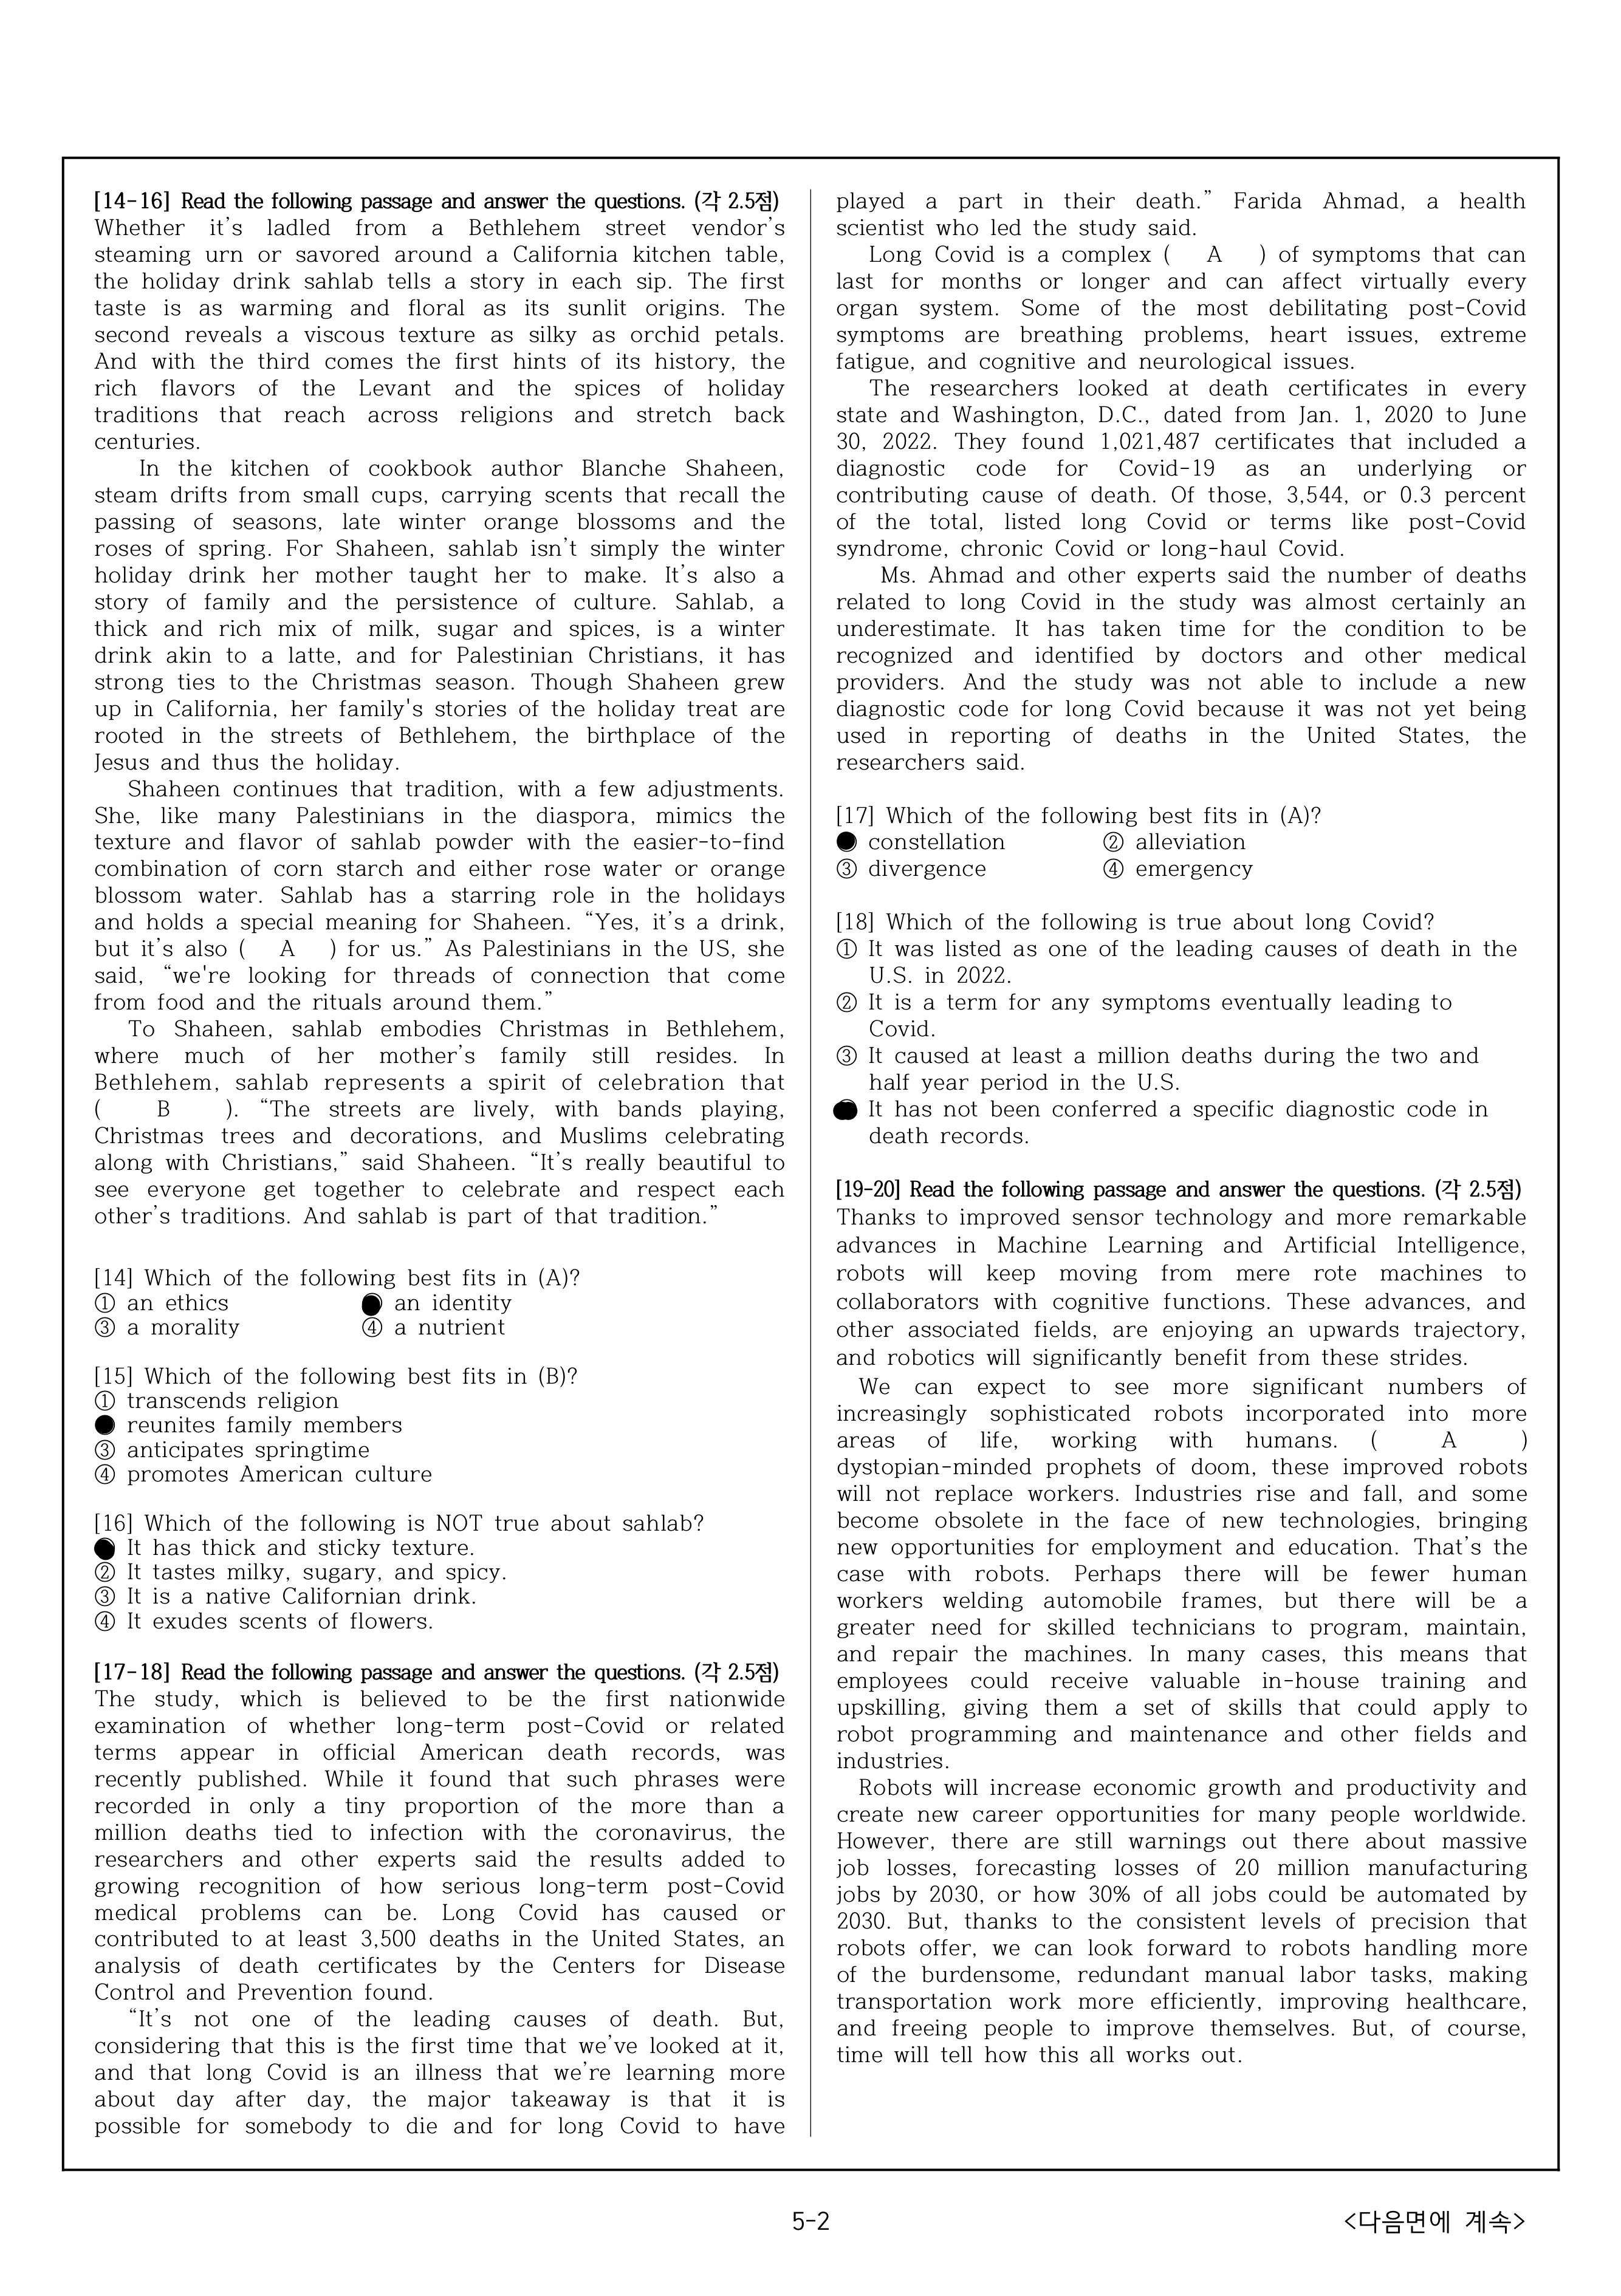 [14-16] Read the following passage and answer the questions. (각 2.5점)
Whether it's ladled from a Bethlehem street vendor's
steaming urn or savored around a California kitchen table,
the holiday drink sahlab tells a story in each sip. The first
taste is as warming and floral as its sunlit origins. The
second reveals a viscous texture as silky as orchid petals.
And with the third comes the first hints of its history, the
rich flavors of the Levant and the spices of holiday
traditions that reach across religions and stretch back
centuries.
In the kitchen of cookbook author Blanche Shaheen,
steam drifts from small cups, carrying scents that recall the
passing of seasons, late winter orange blossoms and the
roses of spring. For Shaheen, sahlab isn't simply the winter
holiday drink her mother taught her to make. It's also a
story of family and the persistence of culture. Sahlab, a
thick and rich mix of milk, sugar and spices, is a winter
drink akin to a latte, and for Palestinian Christians, it has
strong ties to the Christmas season. Though Shaheen grew
up in California, her family's stories of the holiday treat are
rooted in the streets of Bethlehem, the birthplace of the
Jesus and thus the holiday.
Shaheen continues that tradition, with a few adjustments.
She, like many Palestinians in the diaspora, mimics the
texture and flavor of sahlab powder with the easier-to-find
combination of corn starch and either rose water or orange
blossom water. Sahlab has a starring role in the holidays
and holds a special meaning for Shaheen. “Yes, it's a drink,
but it's also ( A ) for us.” As Palestinians in the US, she
said, “we're looking for threads of connection that come
from food and the rituals around them.”
To Shaheen, sahlab embodies Christmas in Bethlehem,
where much of her mother's family still resides. In
Bethlehem, sahlab represents a spirit of celebration that
( B ). “The streets are lively, with bands playing,
Christmas trees and decorations, and Muslims celebrating
along with Christians,” said Shaheen. “It's really beautiful to
see everyone get together to celebrate and respect each
other's traditions. And sahlab is part of that tradition.”
[14] Which of the following best fits in (A)?
① an ethics ● an identity
③ a morality ④ a nutrient
[15] Which of the following best fits in (B)?
① transcends religion
● reunites family members
③ anticipates springtime
④ promotes American culture
[16] Which of the following is NOT true about sahlab?
● It has thick and sticky texture.
② It tastes milky, sugary, and spicy.
③ It is a native Californian drink.
④ It exudes scents of flowers.
[17-18] Read the following passage and answer the questions. (각 2.5점)
The study, which is believed to be the first nationwide
examination of whether long-term post-Covid or related
terms appear in official American death records, was
recently published. While it found that such phrases were
recorded in only a tiny proportion of the more than a
million deaths tied to infection with the coronavirus, the
researchers and other experts said the results added to
growing recognition of how serious long-term post-Covid
medical problems can be. Long Covid has caused or
contributed to at least 3,500 deaths in the United States, an
analysis of death certificates by the Centers for Disease
Control and Prevention found.
“It's not one of the leading causes of death. But,
considering that this is the first time that we've looked at it,
and that long Covid is an illness that we're learning more
about day after day, the major takeaway is that it is
possible for somebody to die and for long Covid to have
played a part in their death.” Farida Ahmad, a health
scientist who led the study said.
Long Covid is a complex ( A ) of symptoms that can
last for months or longer and can affect virtually every
organ system. Some of the most debilitating post-Covid
symptoms are breathing problems, heart issues, extreme
fatigue, and cognitive and neurological issues.
The researchers looked at death certificates in every
state and Washington, D.C., dated from Jan. 1, 2020 to June
30, 2022. They found 1,021,487 certificates that included a
diagnostic code for Covid-19 as an underlying or
contributing cause of death. Of those, 3,544, or 0.3 percent
of the total, listed long Covid or terms like post-Covid
syndrome, chronic Covid or long-haul Covid.
Ms. Ahmad and other experts said the number of deaths
related to long Covid in the study was almost certainly an
underestimate. It has taken time for the condition to be
recognized and identified by doctors and other medical
providers. And the study was not able to include a new
diagnostic code for long Covid because it was not yet being
used in reporting of deaths in the United States, the
researchers said.
[17] Which of the following best fits in (A)?
● constellation ② alleviation
③ divergence ④ emergency
[18] Which of the following is true about long Covid?
① It was listed as one of the leading causes of death in the
U.S. in 2022.
② It is a term for any symptoms eventually leading to
Covid.
③ It caused at least a million deaths during the two and
half year period in the U.S.
● It has not been conferred a specific diagnostic code in
death records.
[19-20] Read the following passage and answer the questions. (각 2.5점)
Thanks to improved sensor technology and more remarkable
advances in Machine Learning and Artificial Intelligence,
robots will keep moving from mere rote machines to
collaborators with cognitive functions. These advances, and
other associated fields, are enjoying an upwards trajectory,
and robotics will significantly benefit from these strides.
We can expect to see more significant numbers of
increasingly sophisticated robots incorporated into more
areas of life, working with humans. ( A )
dystopian-minded prophets of doom, these improved robots
will not replace workers. Industries rise and fall, and some
become obsolete in the face of new technologies, bringing
new opportunities for employment and education. That's the
case with robots. Perhaps there will be fewer human
workers welding automobile frames, but there will be a
greater need for skilled technicians to program, maintain,
and repair the machines. In many cases, this means that
employees could receive valuable in-house training and
upskilling, giving them a set of skills that could apply to
robot programming and maintenance and other fields and
industries.
Robots will increase economic growth and productivity and
create new career opportunities for many people worldwide.
However, there are still warnings out there about massive
job losses, forecasting losses of 20 million manufacturing
jobs by 2030, or how 30% of all jobs could be automated by
2030. But, thanks to the consistent levels of precision that
robots offer, we can look forward to robots handling more
of the burdensome, redundant manual labor tasks, making
transportation work more efficiently, improving healthcare,
and freeing people to improve themselves. But, of course,
time will tell how this all works out.
5-2
<다음면에 계속>